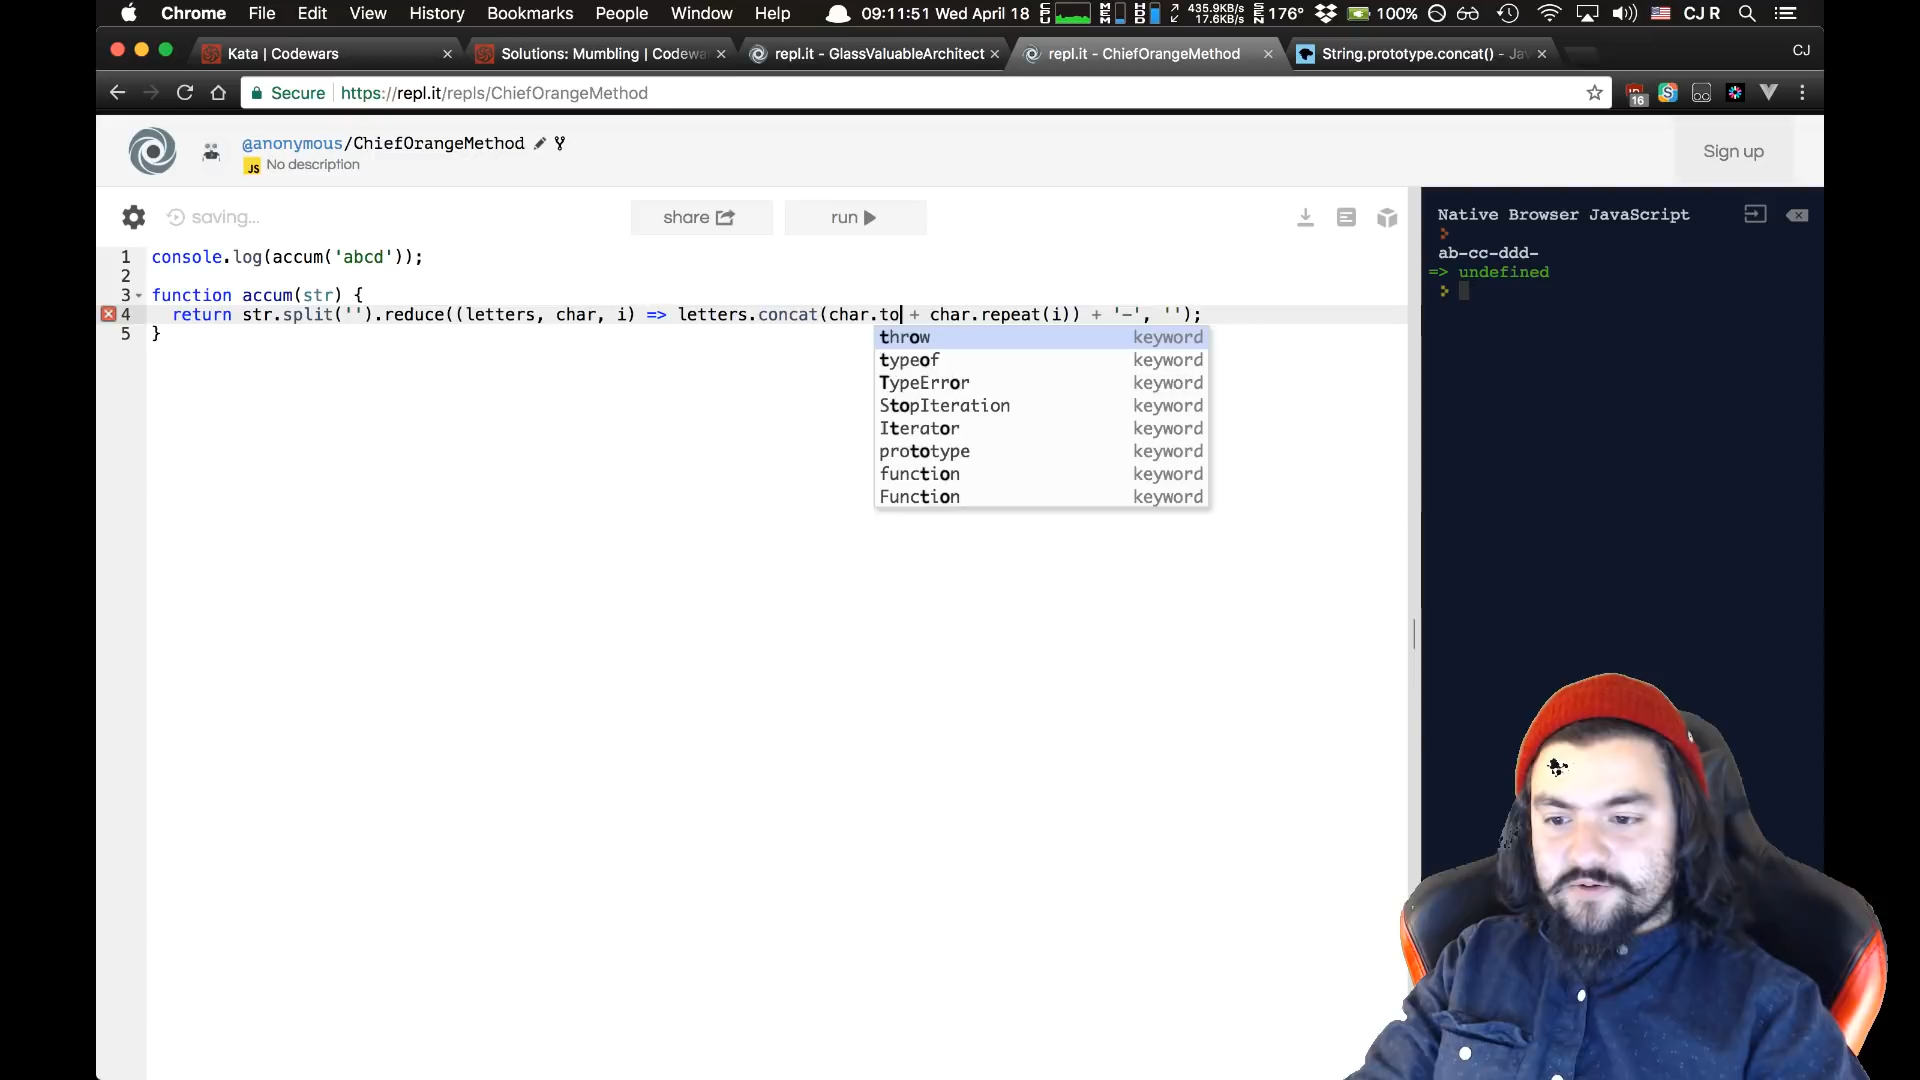 Chrome File Edit View History Bookmarks People Window Help 09:11:51 Wed April 18 435.9KB/s 17.6KB/s 176° 100% CJ R
Kata | Codewars
Solutions: Mumbling | Codewa
repl.it - GlassValuableArchitect
repl.it - ChiefOrangeMethod
String.prototype.concat() - Jav
CJ
Secure https://repl.it/repls/ChiefOrangeMethod
16
@anonymous/ChiefOrangeMethod
JS No description
Sign up
saving...
share
run
1 console.log(accum('abcd'));
2
3 function accum(str) {
4 return str.split('').reduce((letters, char, i) => letters.concat(char.to + char.repeat(i)) + '-', '');
5 }
throw keyword
typeof keyword
TypeError keyword
StopIteration keyword
Iterator keyword
prototype keyword
function keyword
Function keyword
Native Browser JavaScript
>
ab-cc-ddd-
=> undefined
>